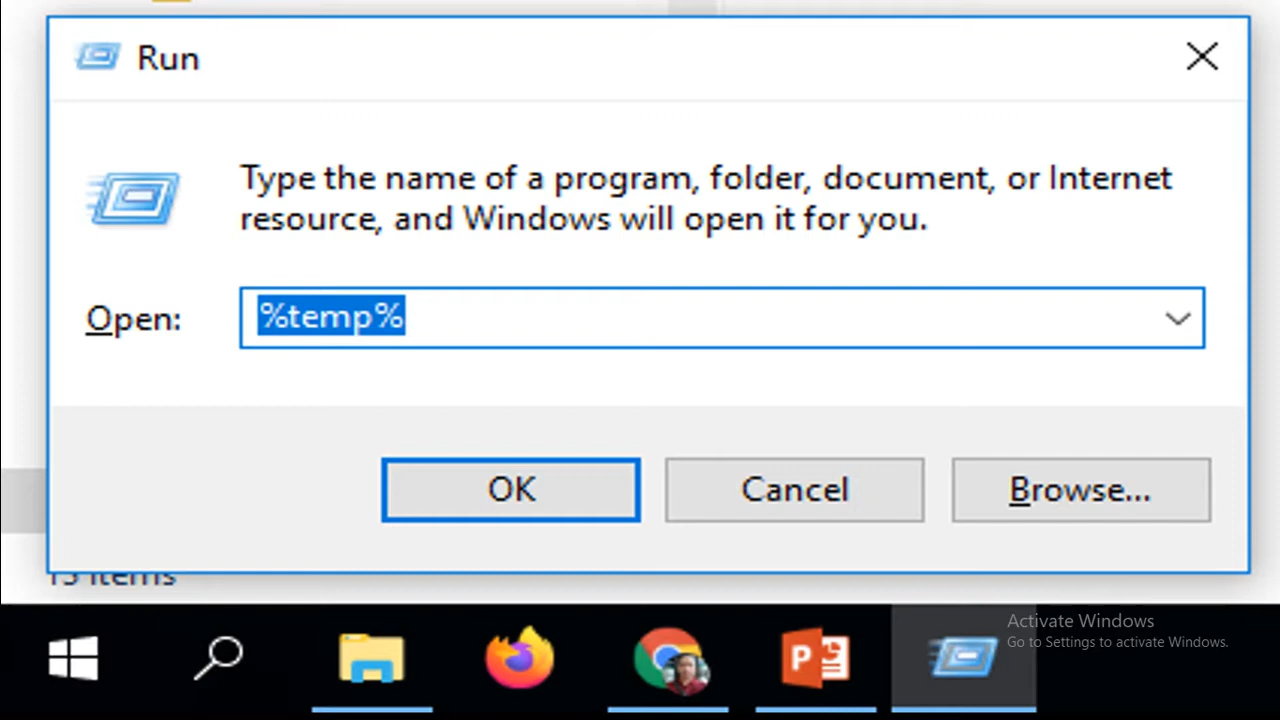 Run
Type the name of a program, folder, document, or Internet
resource, and Windows will open it for you.
Open:
%temp%
OK
Cancel
Browse...
items
Activate Windows
Go to Settings to activate Windows.
P